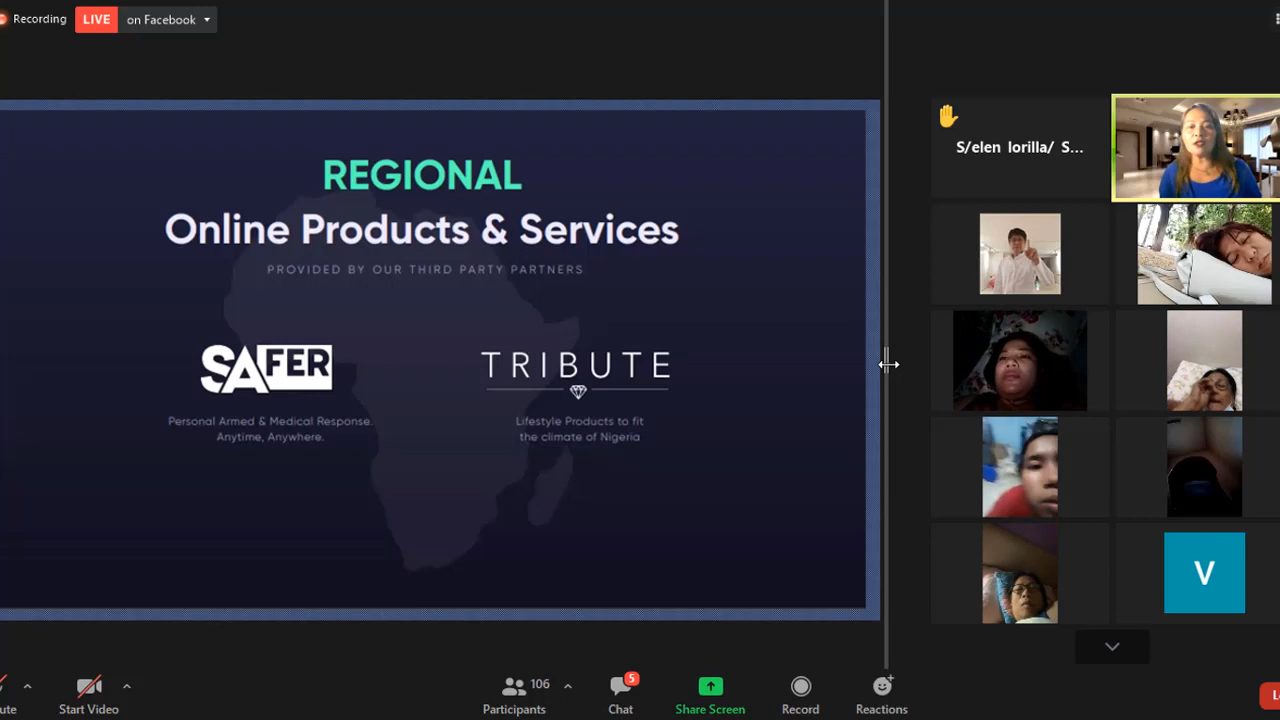 Recording
LIVE on Facebook
REGIONAL
Online Products & Services
PROVIDED BY OUR THIRD PARTY PARTNERS
SAFER
Personal Armed & Medical Response.
Anytime, Anywhere.
TRIBUTE
Lifestyle Products to fit
the climate of Nigeria
S/elen lorilla/ S...
V
ute
Start Video
106
Participants
5
Chat
Share Screen
Record
Reactions